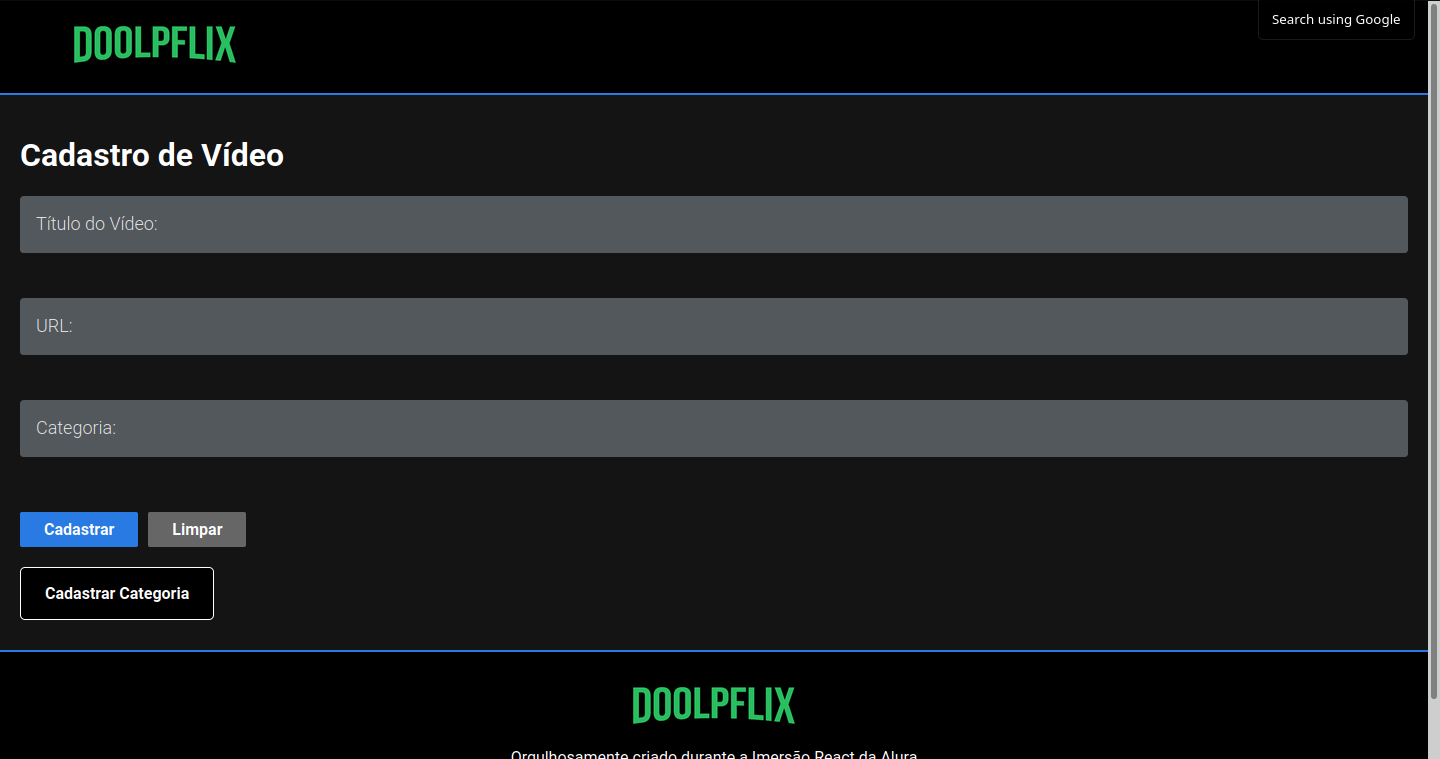 DOOLPFLIX
Search using Google
Cadastro de Vídeo
Título do Vídeo:
URL:
Categoria:
Cadastrar
Limpar
Cadastrar Categoria
DOOLPFLIX
Orgulhosamente criado durante a Imersão React da Alura